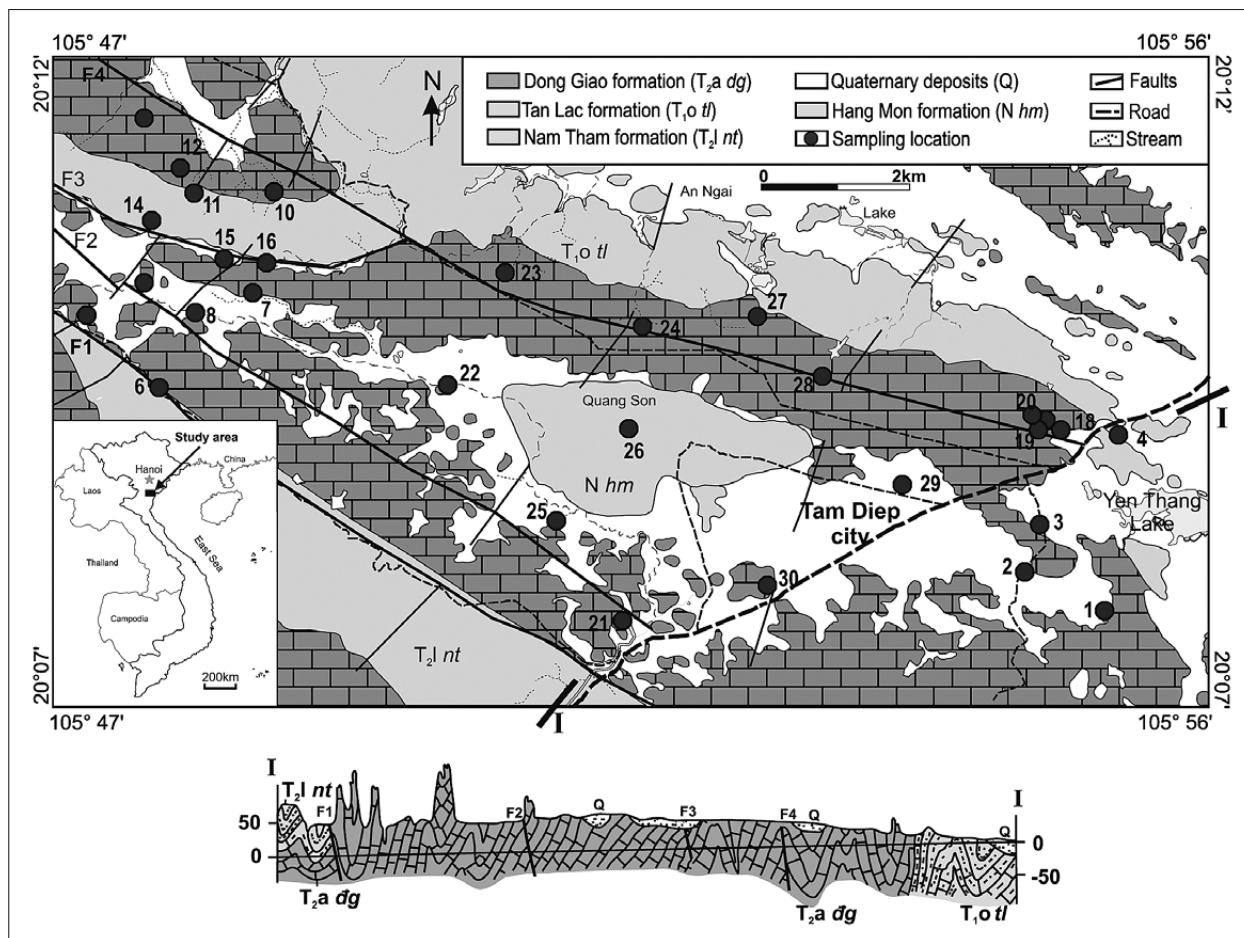 105° 47'
105° 56'
20°12'
20°12'
F4
N
Dong Giao formation (T₂a dg)
Quaternary deposits (Q)
Faults
Tan Lac formation (T₁o tl)
Hang Mon formation (N hm)
Road
Nam Tham formation (T₂l nt)
Sampling location
Stream
0 2km
An Ngai
Lake
12
11
10
F3
14
15
16
F2
T₁o tl
23
27
7
8
24
F1
6
22
28
Quang Son
26
N hm
20
18
19
4
I
Study area
Hanoi
China
Laos
Thailand
East Sea
Campodia
200km
29
Tam Diep
city
Yen Thang
Lake
3
25
2
30
1
21
T₂l nt
20°07'
20°07'
105° 47'
I
105° 56'
I
I
T₂l nt
F1
F2
Q
F3
F4
Q
Q
50
0
0
-50
T₂a đg
T₂a đg
T₁o tl